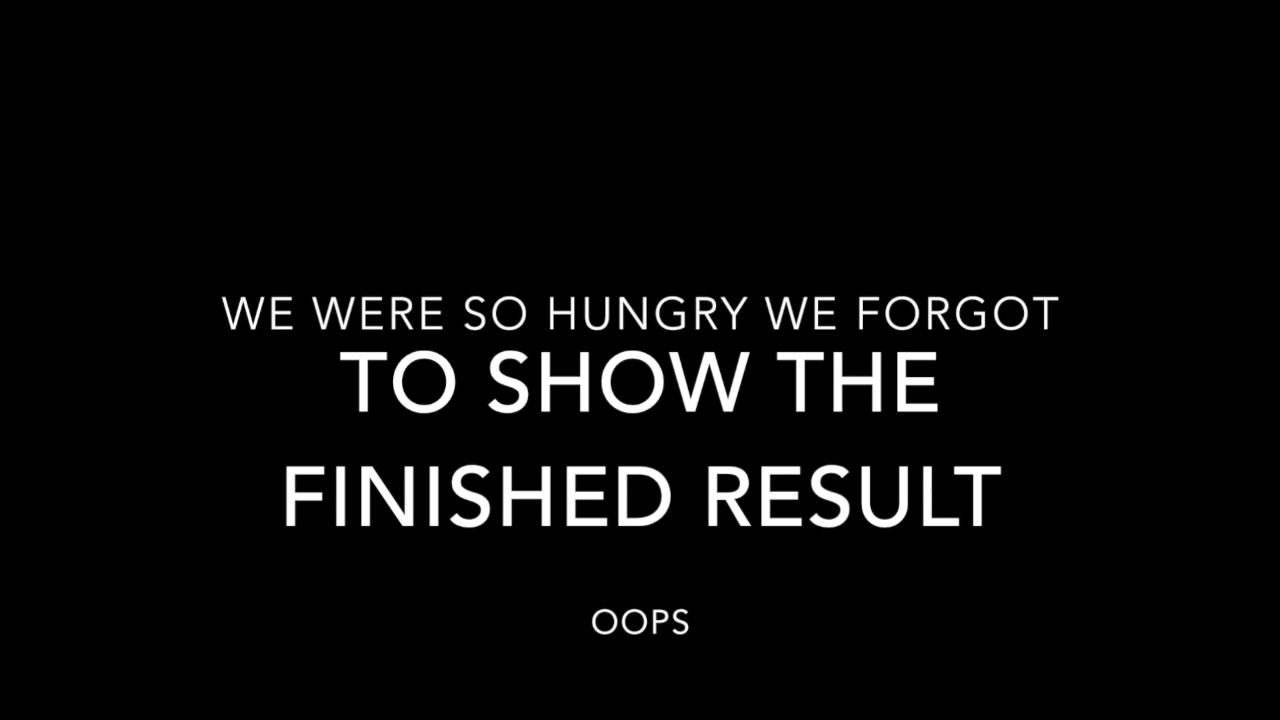 WE WERE SO HUNGRY WE FORGOT
TO SHOW THE
FINISHED RESULT
OOPS